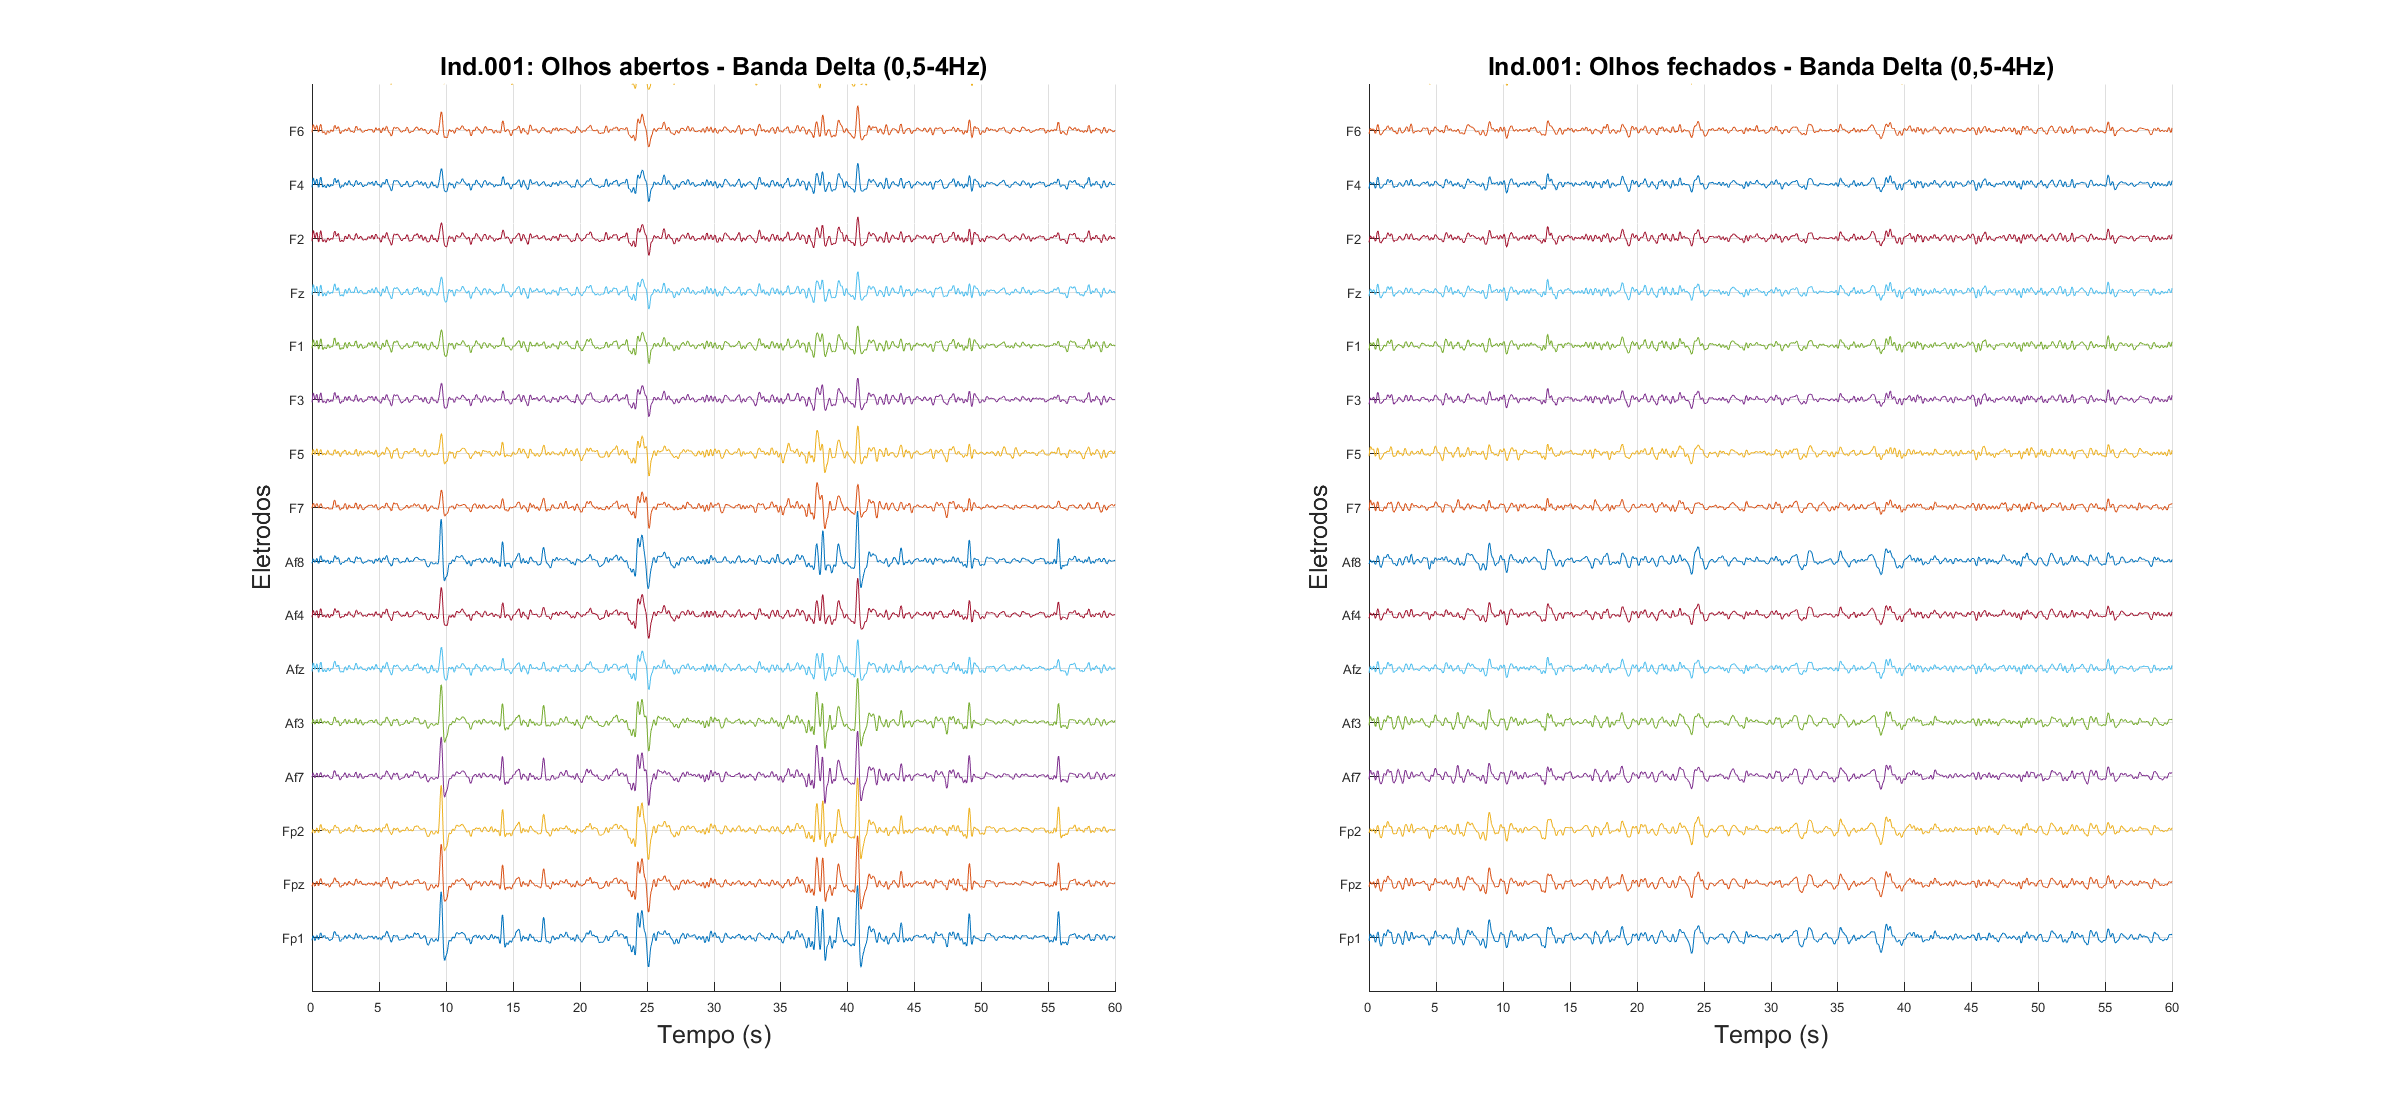 Ind.001: Olhos abertos - Banda Delta (0,5-4Hz)
F6
F4
F2
Fz
F1
F3
F5
F7
Af8
Af4
Afz
Af3
Af7
Fp2
Fpz
Fp1
Eletrodos
0 5 10 15 20 25 30 35 40 45 50 55 60
Tempo (s)
Ind.001: Olhos fechados - Banda Delta (0,5-4Hz)
F6
F4
F2
Fz
F1
F3
F5
F7
Af8
Af4
Afz
Af3
Af7
Fp2
Fpz
Fp1
Eletrodos
0 5 10 15 20 25 30 35 40 45 50 55 60
Tempo (s)